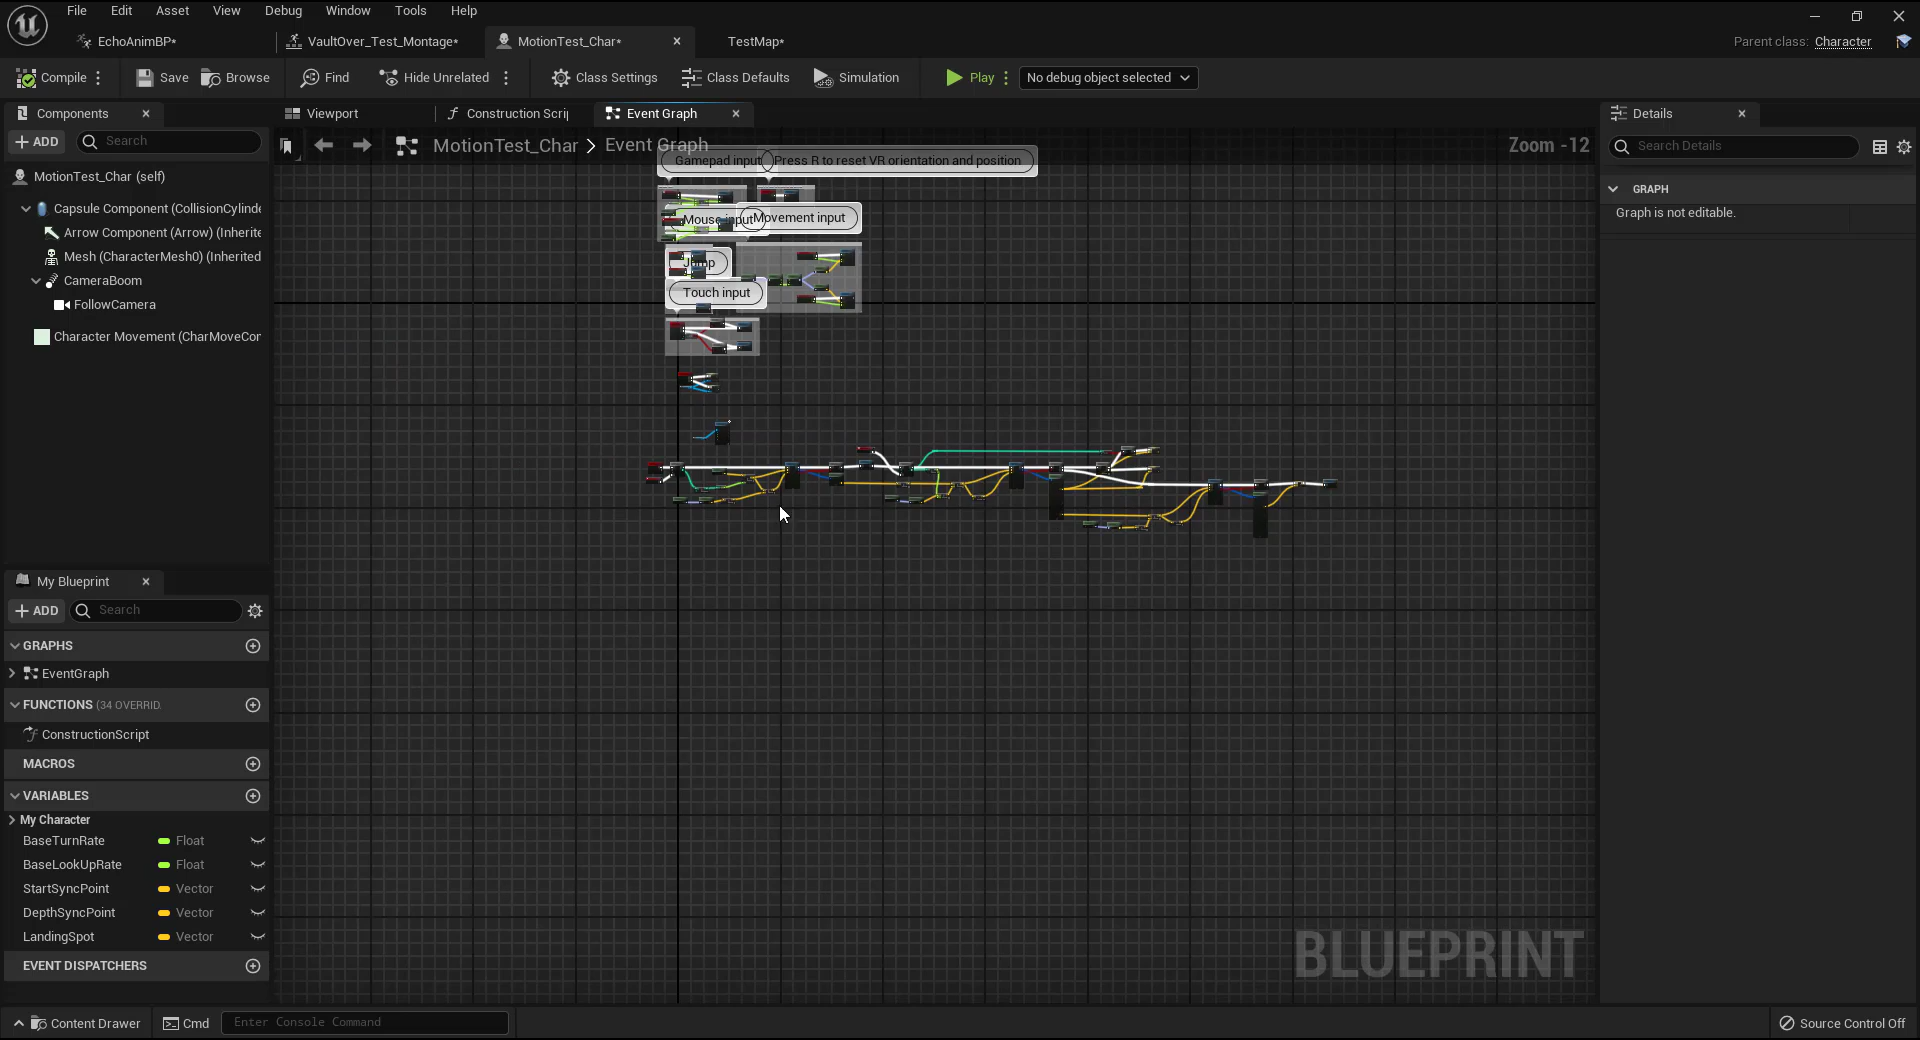 File Edit Asset View Debug Window Tools Help
EchoAnimBP* VaultOver_Test_Montage* MotionTest_Char* TestMap*
Parent class: Character
Compile Save Browse Find Hide Unrelated Class Settings Class Defaults Simulation Play No debug object selected
Components
Viewport Construction Scrip Event Graph
Details
ADD Search
MotionTest_Char > Event Graph Zoom -12
Search Details
MotionTest_Char (self)
Capsule Component (CollisionCylinde
Arrow Component (Arrow) (Inherite
Mesh (CharacterMesh0) (Inherited
CameraBoom
FollowCamera
Character Movement (CharMoveCor
GRAPH
Graph is not editable.
Gamepad input Press R to reset VR orientation and position
Mouse input Movement input
Touch input
My Blueprint
ADD Search
GRAPHS
EventGraph
FUNCTIONS (34 OVERRID
ConstructionScript
MACROS
VARIABLES
My Character
BaseTurnRate Float
BaseLookUpRate Float
StartSyncPoint Vector
DepthSyncPoint Vector
LandingSpot Vector
EVENT DISPATCHERS
BLUEPRINT
Content Drawer Cmd Enter Console Command Source Control Off